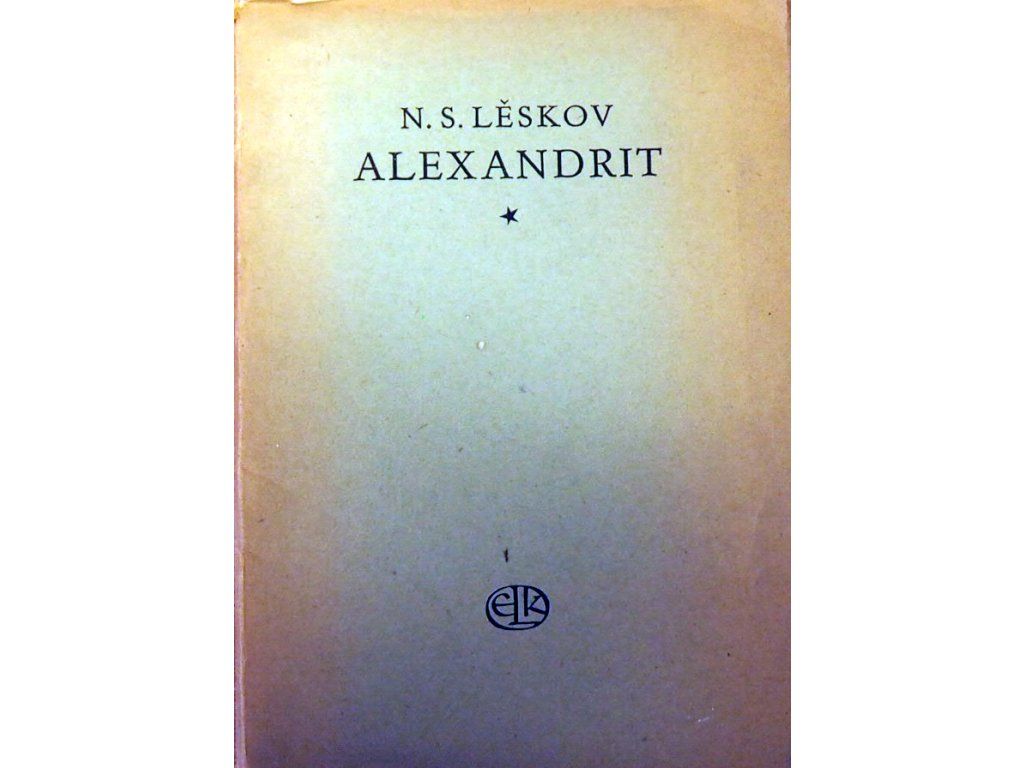 N. S. LĚSKOV
ALEXANDRIT
ELK